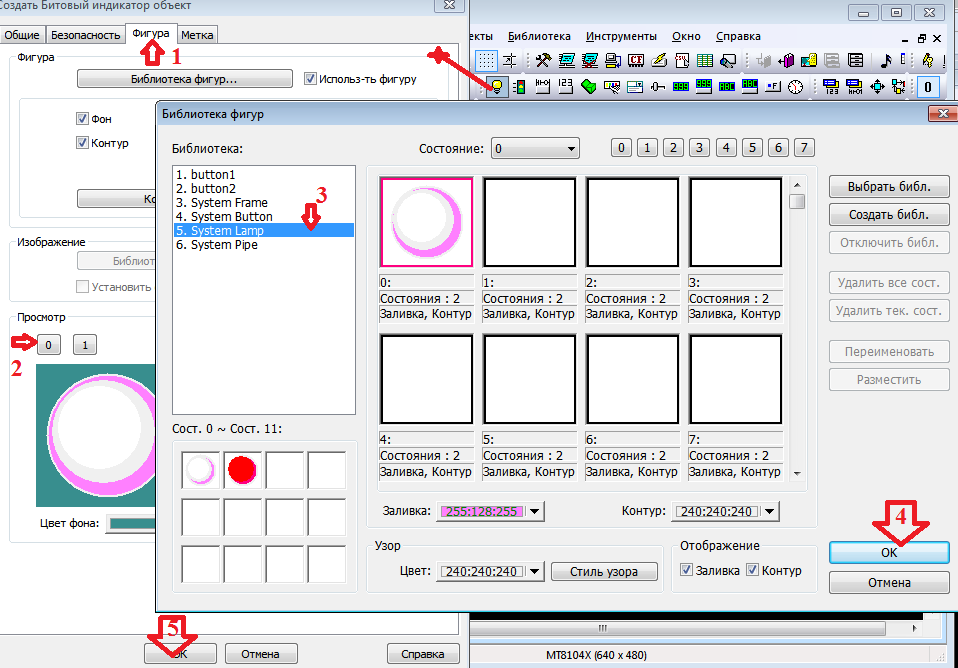 Создать Битовый индикатор объект
Общие Безопасность Фигура Метка
екты Библиотека Инструменты Окно Справка
1
Фигура
Библиотека фигур...
Использ-ть фигуру
Фон
Контур
Ко
Изображение
Библиот
Установить
Просмотр
0 1
2
Цвет фона:
Библиотека фигур
Библиотека:
1. button1
2. button2
3. System Frame
4. System Button
5. System Lamp
6. System Pipe
3
Сост. 0 ~ Сост. 11:
Состояние: 0
0 1 2 3 4 5 6 7
0: 1: 2: 3:
Состояния : 2 Состояния : 2 Состояния : 2 Состояния : 2
Заливка, Контур Заливка, Контур Заливка, Контур Заливка, Контур
4: 5: 6: 7:
Состояния : 2 Состояния : 2 Состояния : 2 Состояния : 2
Заливка, Контур Заливка, Контур Заливка, Контур Заливка, Контур
Заливка: 255:128:255 Контур: 240:240:240
Узор
Цвет: 240:240:240 Стиль узора
Отображение
Заливка Контур
Выбрать библ.
Создать библ.
Отключить библ.
Удалить все сост.
Удалить тек. сост.
Переименовать
Разместить
4
OK
Отмена
5
OK Отмена Справка
MT8104X (640 x 480)